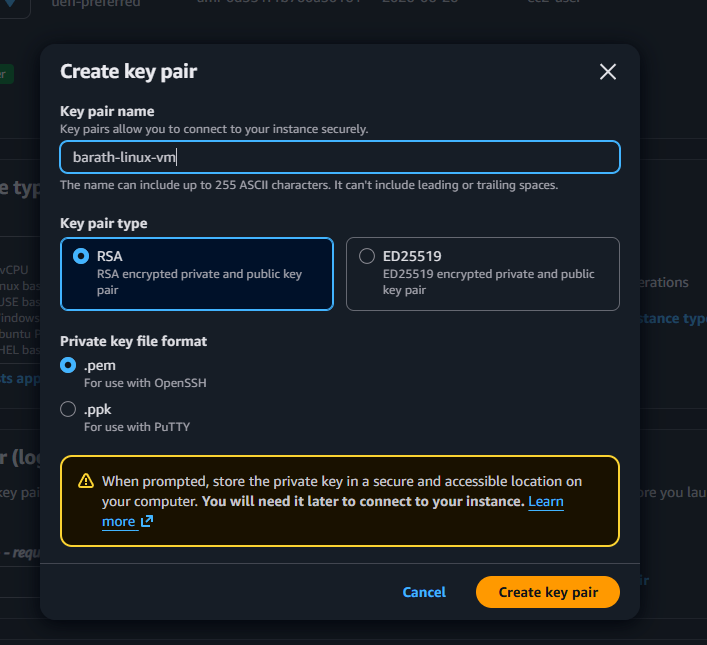 uefi-preferred
Create key pair
Key pair name
Key pairs allow you to connect to your instance securely.
barath-linux-vm
The name can include up to 255 ASCII characters. It can't include leading or trailing spaces.
Key pair type
RSA
RSA encrypted private and public key
pair
ED25519
ED25519 encrypted private and public
key pair
Private key file format
.pem
For use with OpenSSH
.ppk
For use with PuTTY
When prompted, store the private key in a secure and accessible location on
your computer. You will need it later to connect to your instance. Learn
more
Cancel
Create key pair